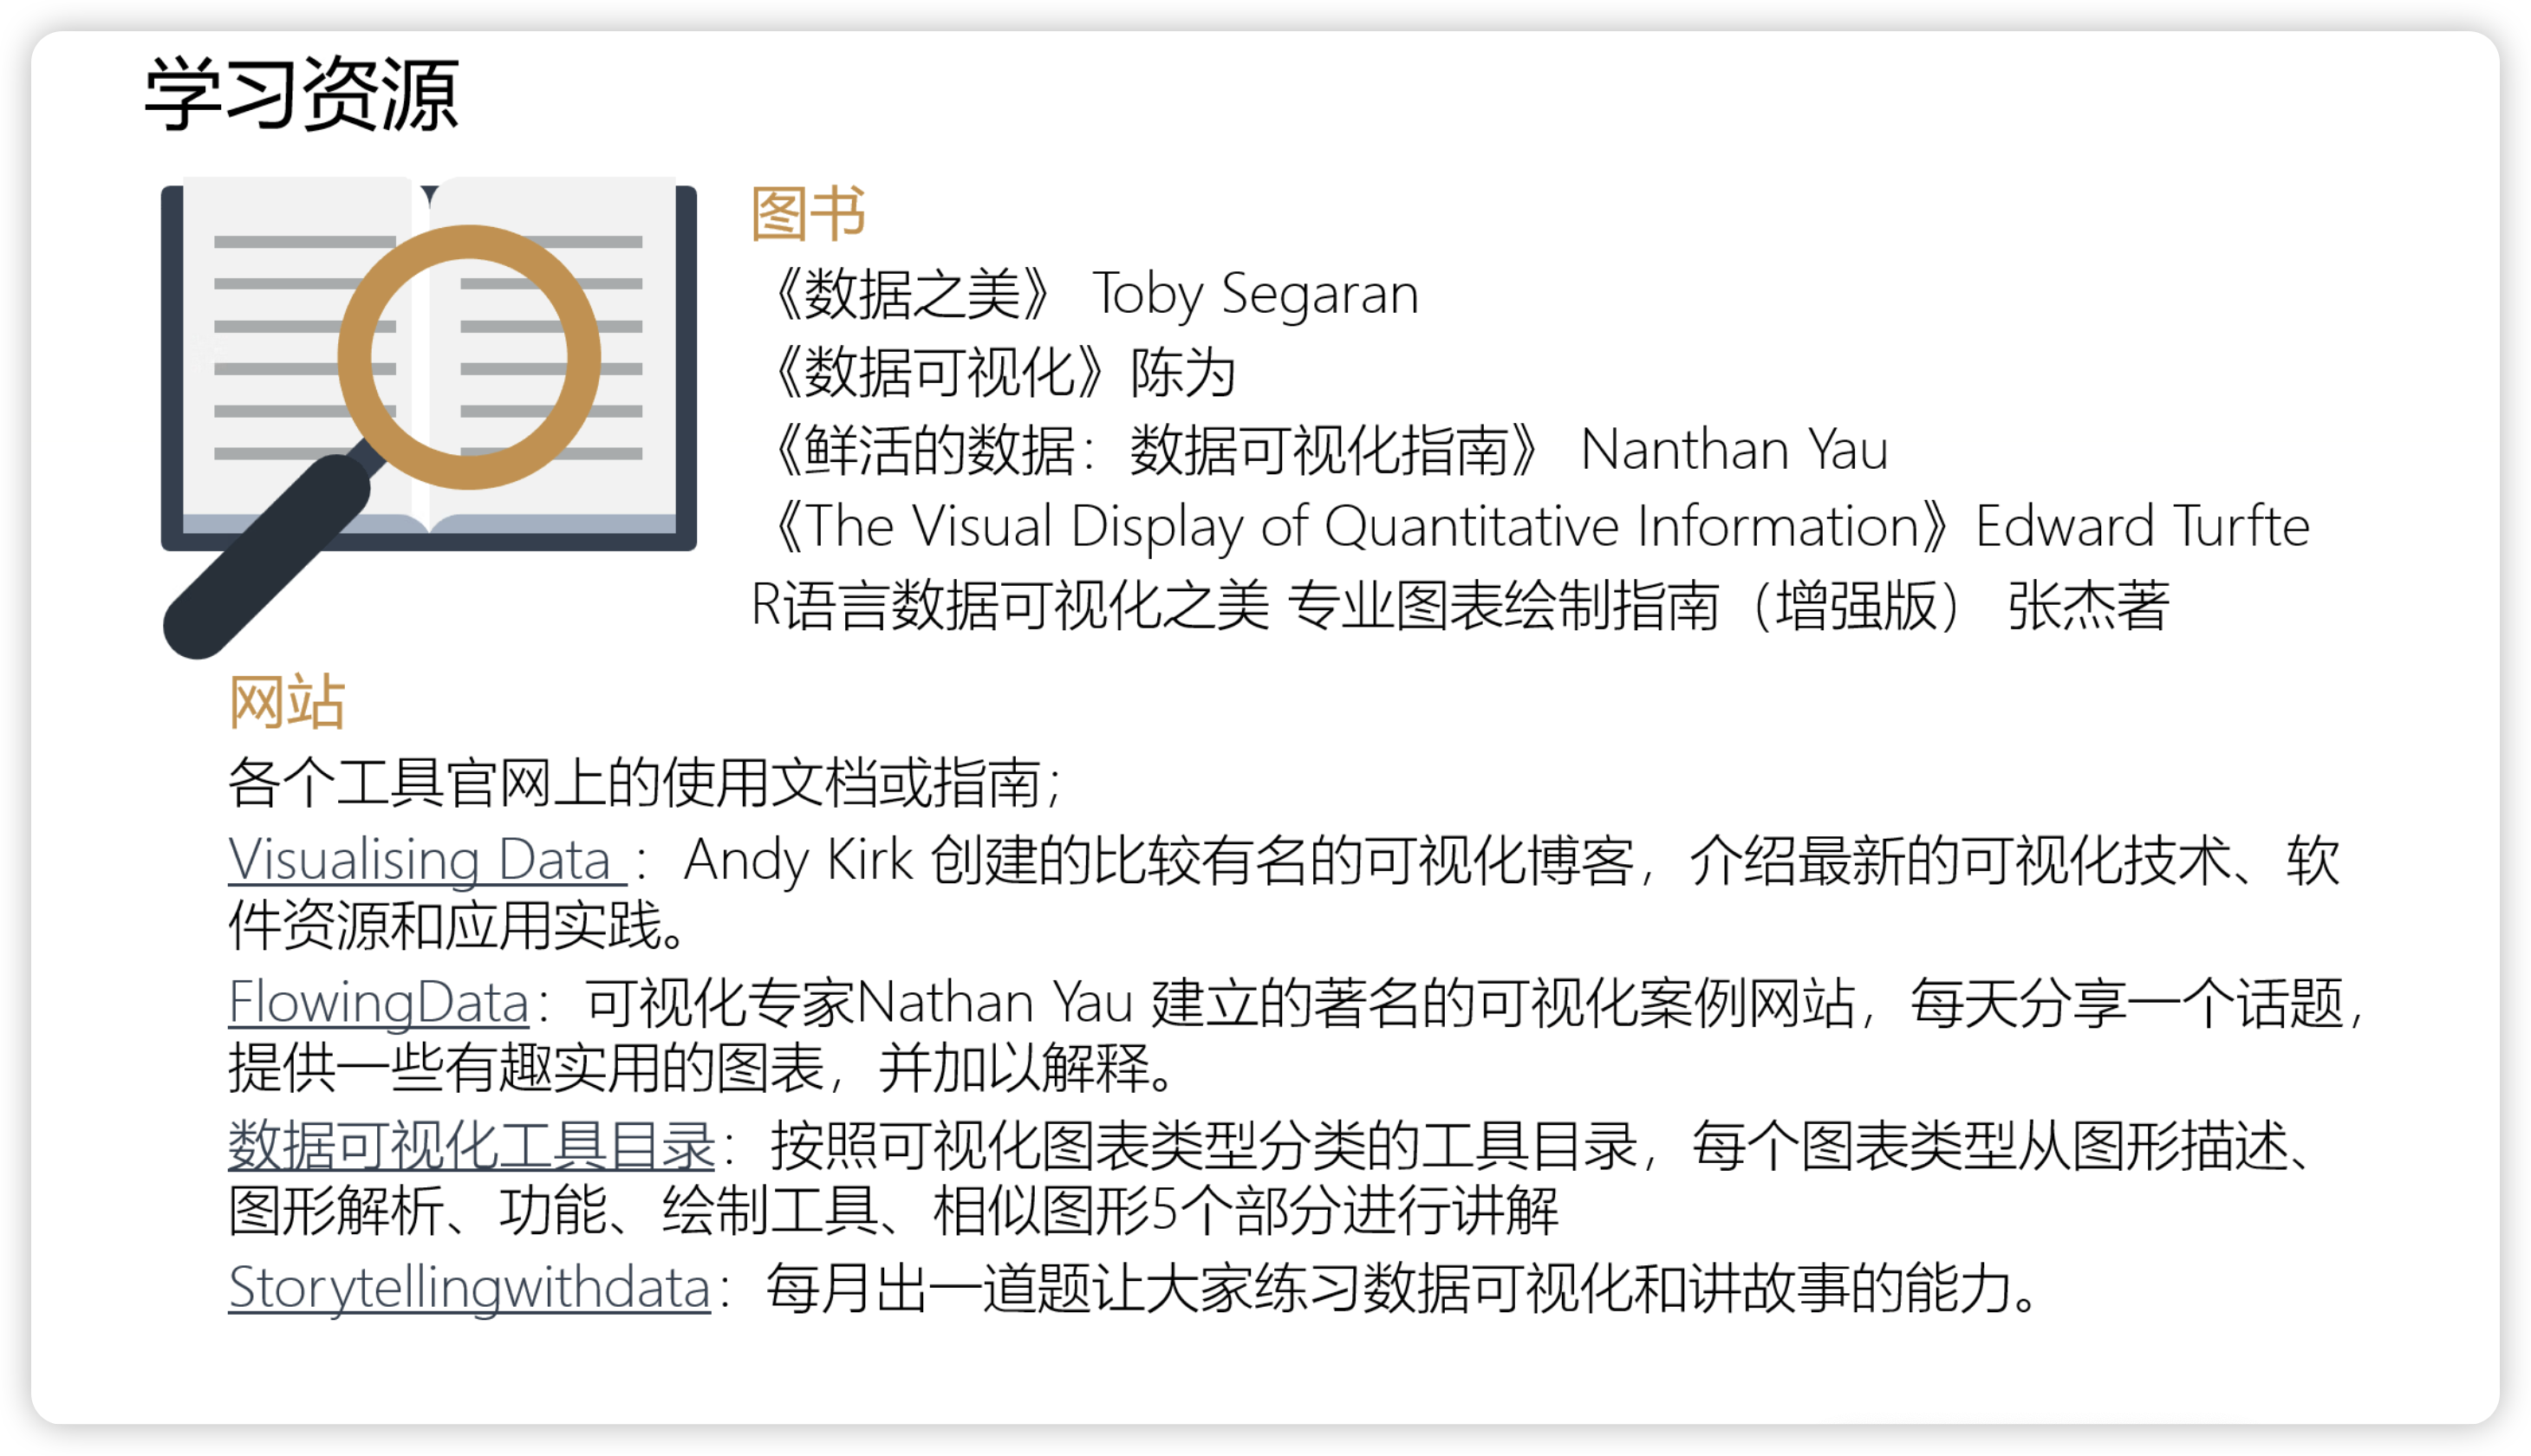 学习资源
图书
《数据之美》 Toby Segaran
《数据可视化》陈为
《鲜活的数据：数据可视化指南》 Nanthan Yau
《The Visual Display of Quantitative Information》Edward Turfte
R语言数据可视化之美 专业图表绘制指南（增强版） 张杰著
网站
各个工具官网上的使用文档或指南；
Visualising Data ：Andy Kirk 创建的比较有名的可视化博客，介绍最新的可视化技术、软
件资源和应用实践。
FlowingData：可视化专家Nathan Yau 建立的著名的可视化案例网站，每天分享一个话题，
提供一些有趣实用的图表，并加以解释。
数据可视化工具目录：按照可视化图表类型分类的工具目录，每个图表类型从图形描述、
图形解析、功能、绘制工具、相似图形5个部分进行讲解
Storytellingwithdata：每月出一道题让大家练习数据可视化和讲故事的能力。